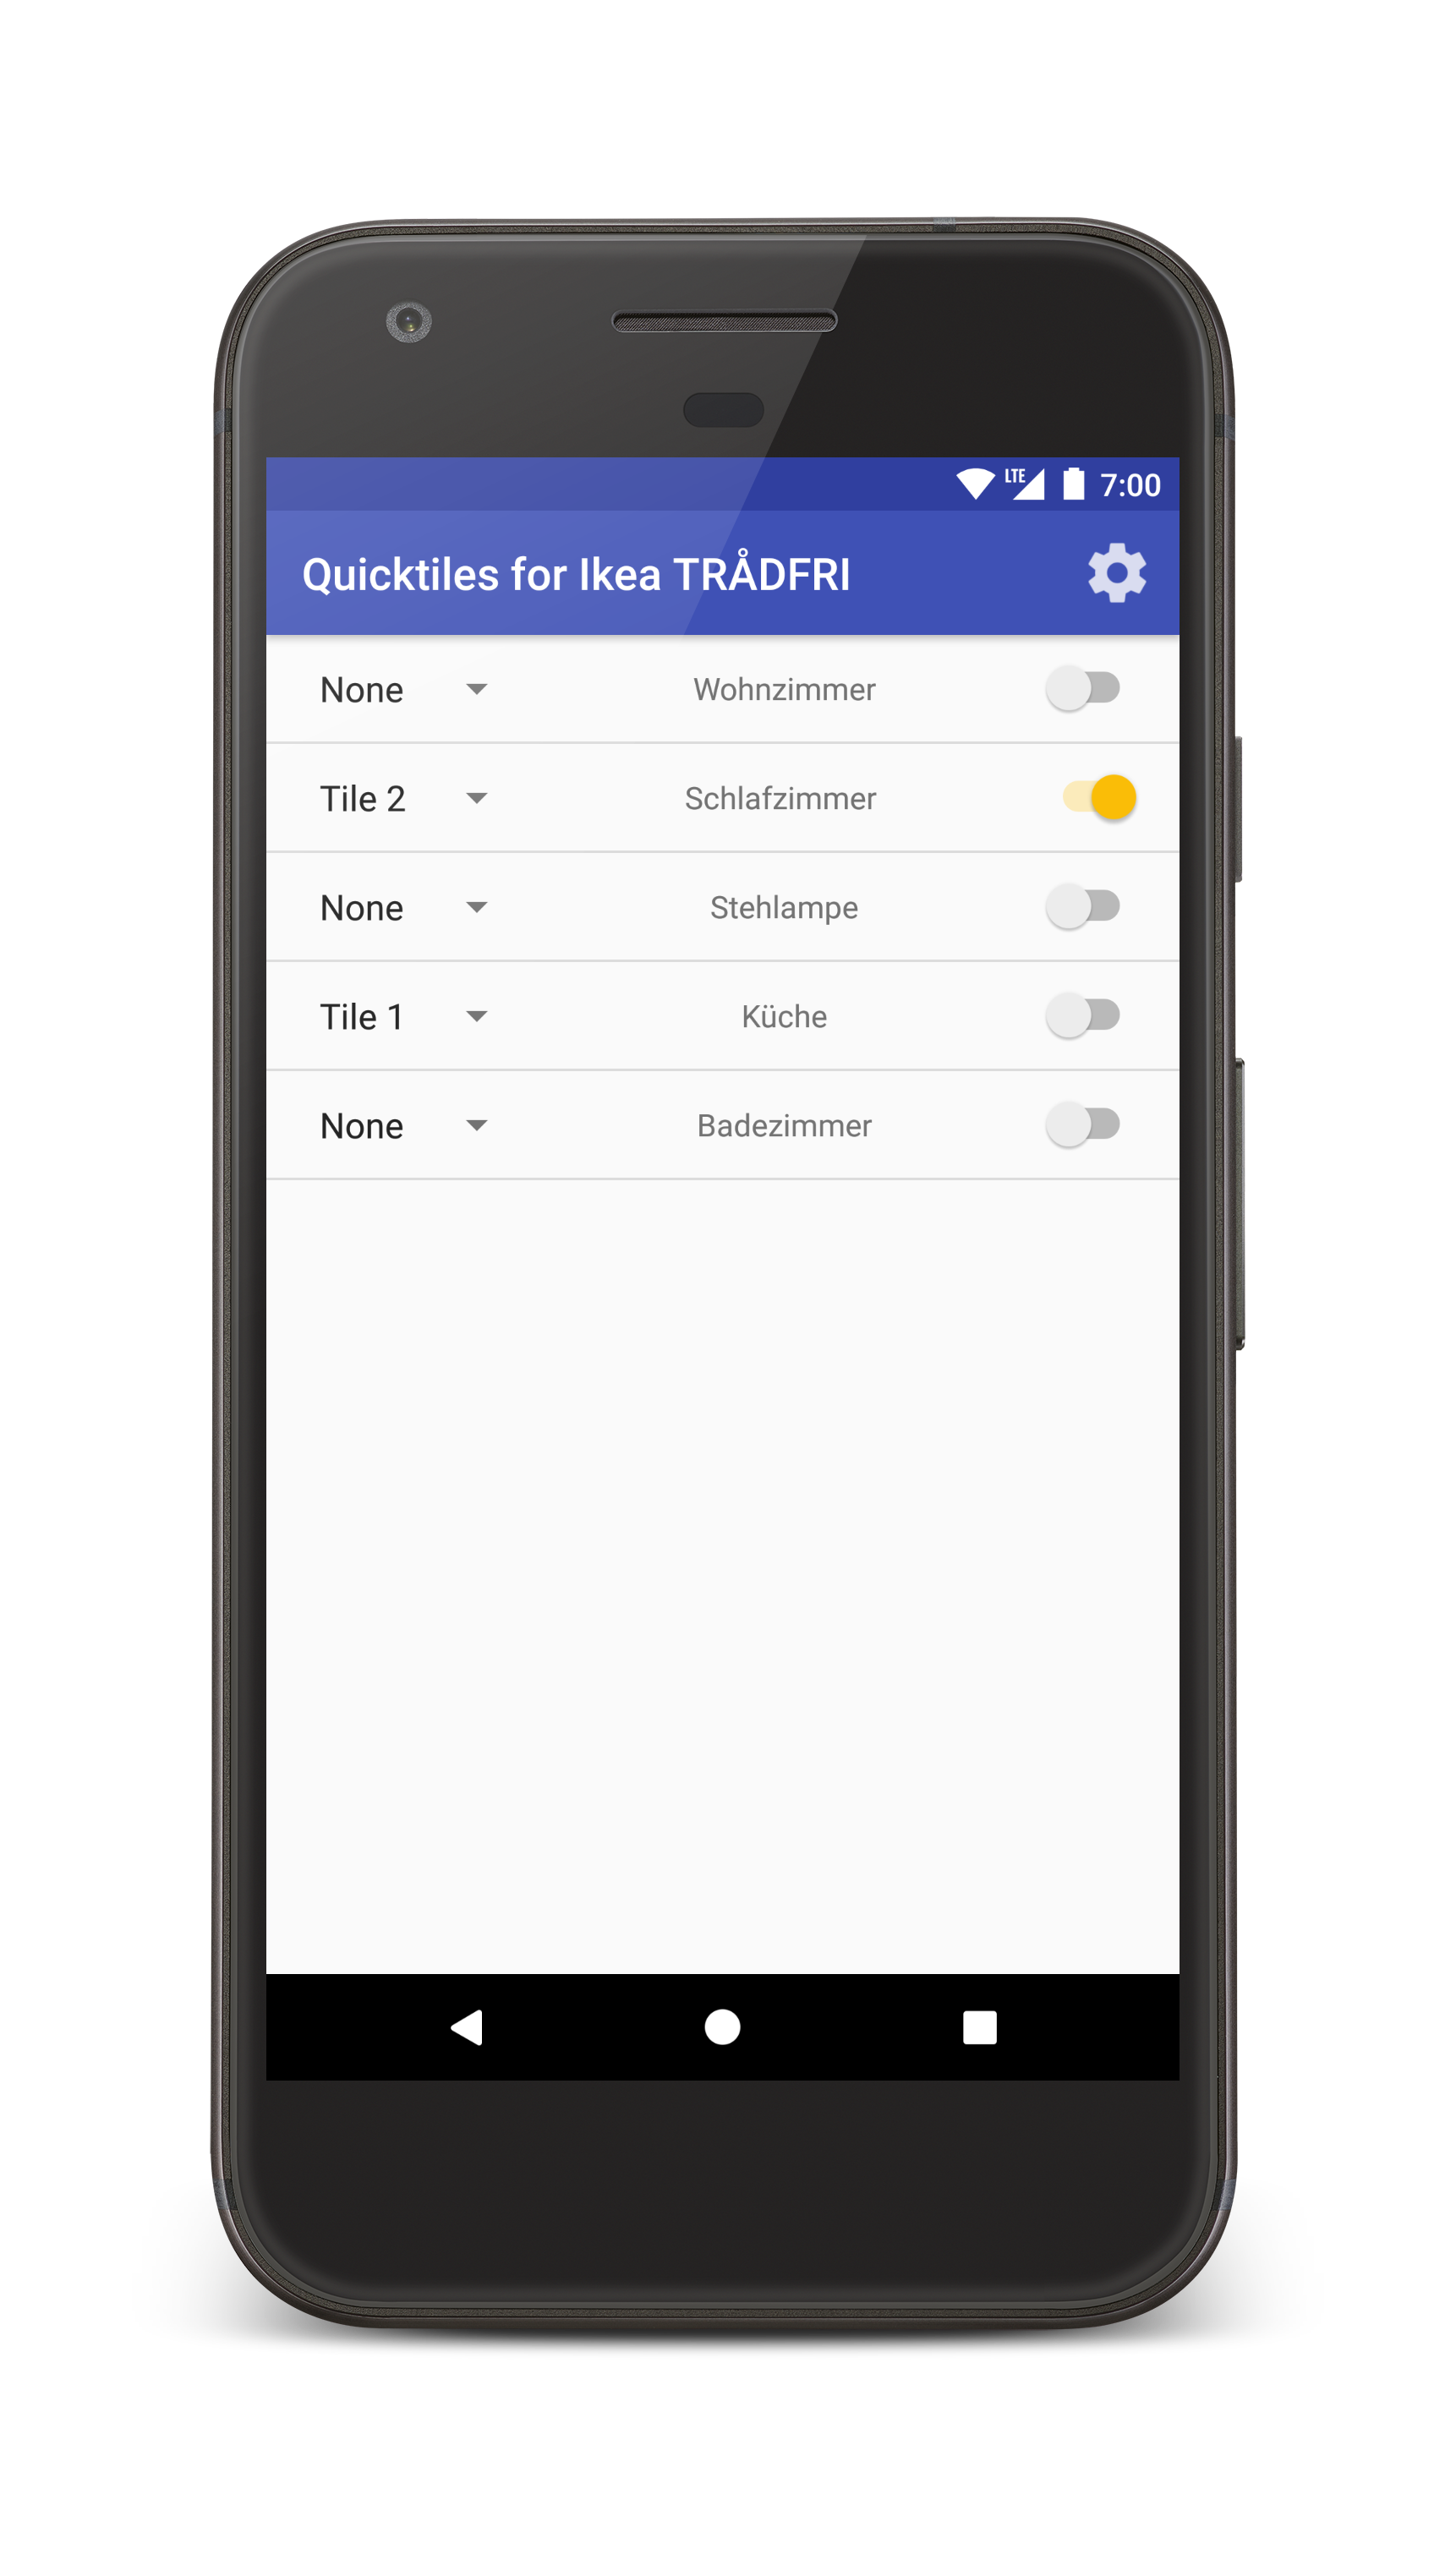 LTE 7:00
Quicktiles for Ikea TRÅDFRI
None Wohnzimmer
Tile 2 Schlafzimmer
None Stehlampe
Tile 1 Küche
None Badezimmer